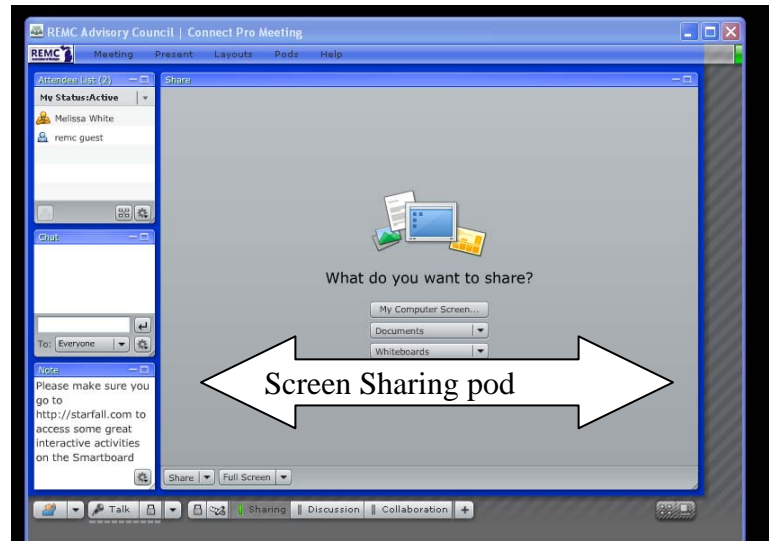 REMC Advisory Council | Connect Pro Meeting
REMC
Meeting Present Layouts Pods Help
Attendee List (2)
My Status:Active
Melissa White
remc guest
Chat
To: Everyone
Note
Please make sure you
go to
http://starfall.com to
access some great
interactive activities
on the Smartboard
Share
What do you want to share?
My Computer Screen...
Documents
Whiteboards
Screen Sharing pod
Share Full Screen
Talk Sharing Discussion Collaboration +